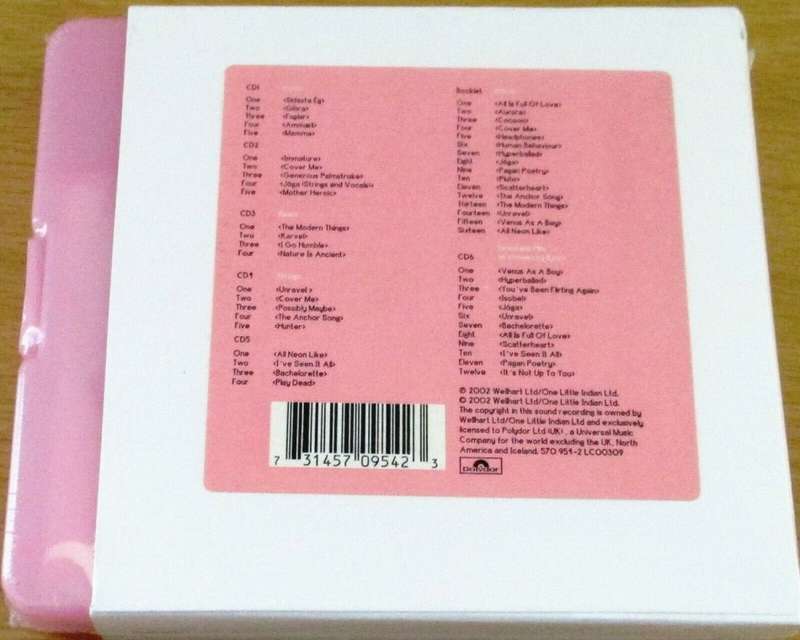 CD1
One <Sídasta Ég>
Two <Glóra>
Three <Fuglar>
Four <Ammæli>
Five <Mamma>
CD2
One <Immature>
Two <Cover Me>
Three <Generous Palmstroke>
Four <Jóga (Strings and Vocals)>
Five <Mother Heroic>
CD3
One <The Modern Things>
Two <Karvel>
Three <I Go Humble>
Four <Nature Is Ancient>
CD4 Strings
One <Unravel>
Two <Cover Me>
Three <Possibly Maybe>
Four <The Anchor Song>
Five <Hunter>
CD5
One <All Neon Like>
Two <I've Seen It All>
Three <Bachelorette>
Four <Play Dead>
7 31457 09542 3
Booklet
One <All Is Full Of Love>
Two <Aurora>
Three <Cocoon>
Four <Cover Me>
Five <Headphones>
Six <Human Behaviour>
Seven <Hyperballad>
Eight <Jóga>
Nine <Pagan Poetry>
Ten <Pluto>
Eleven <Scatterheart>
Twelve <The Anchor Song>
Thirteen <The Modern Things>
Fourteen <Unravel>
Fifteen <Venus As A Boy>
Sixteen <All Neon Like>
CD6 Greatest Hits
One <Venus As A Boy>
Two <Hyperballad>
Three <You've Been Flirting Again>
Four <Isobel>
Five <Jóga>
Six <Unravel>
Seven <Bachelorette>
Eight <All Is Full Of Love>
Nine <Scatterheart>
Ten <I've Seen It All>
Eleven <Pagan Poetry>
Twelve <It's Not Up To You>
℗ 2002 Wellhart Ltd/One Little Indian Ltd.
© 2002 Wellhart Ltd/One Little Indian Ltd.
The copyright in this sound recording is owned by
Wellhart Ltd/One Little Indian Ltd and exclusively
licensed to Polydor Ltd (UK), a Universal Music
Company for the world excluding the UK, North
America and Iceland. 570 954-2 LC00309
polydor